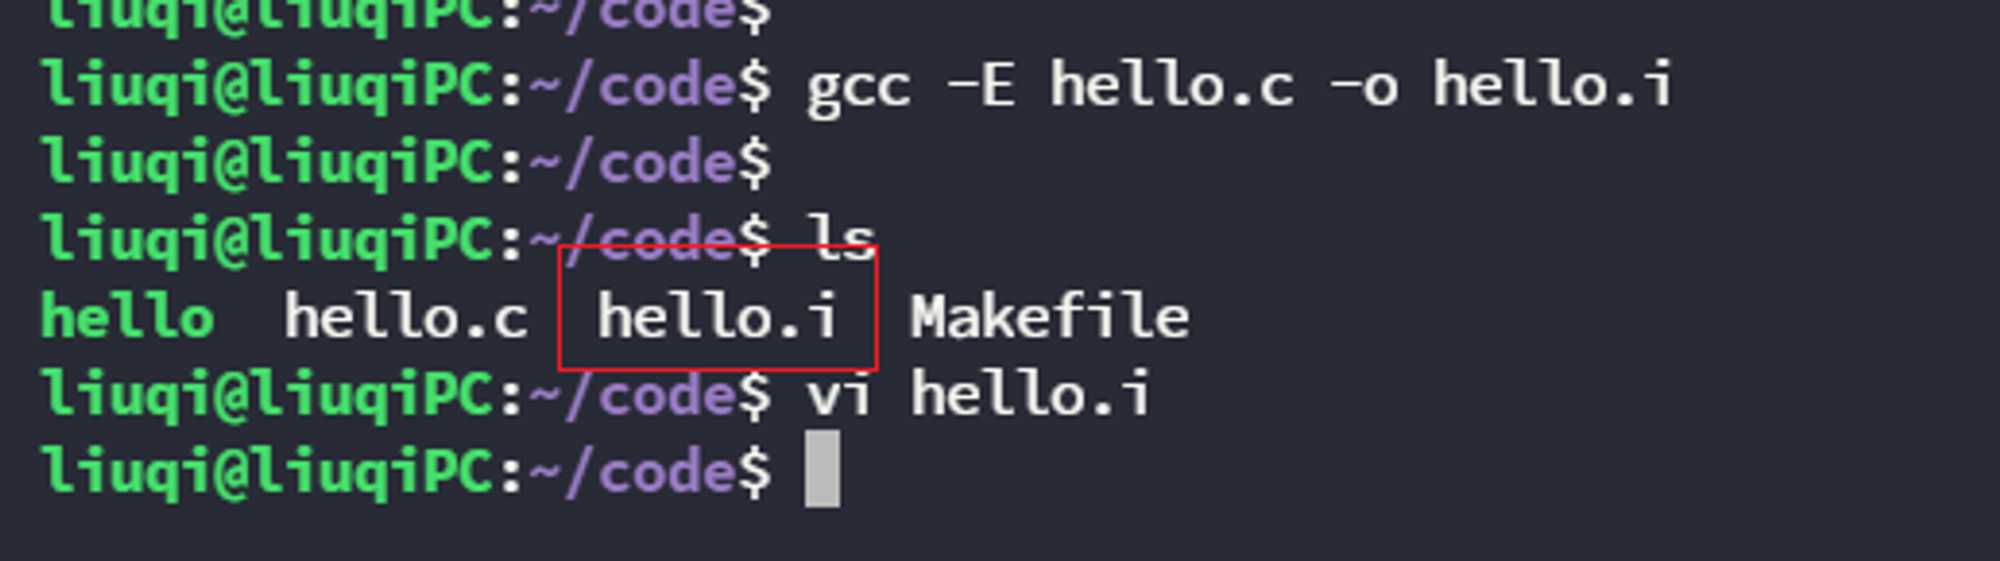 liuqi@liuqiPC:~/code$
liuqi@liuqiPC:~/code$ gcc -E hello.c -o hello.i
liuqi@liuqiPC:~/code$
liuqi@liuqiPC:~/code$ ls
hello  hello.c  hello.i  Makefile
liuqi@liuqiPC:~/code$ vi hello.i
liuqi@liuqiPC:~/code$